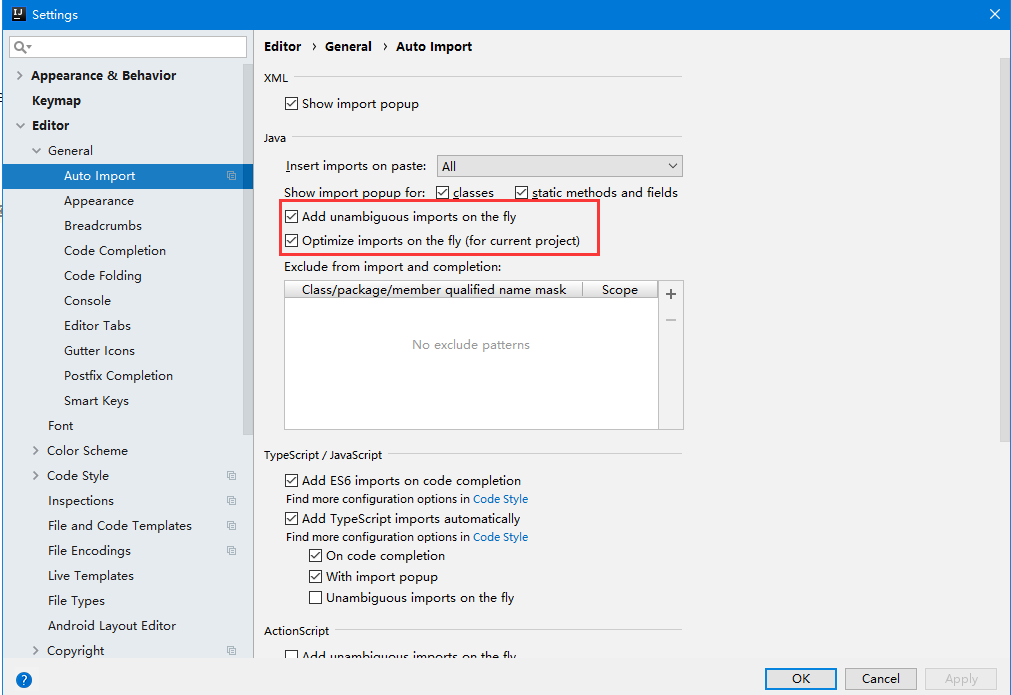 Settings
Appearance & Behavior
Keymap
Editor
General
Auto Import
Appearance
Breadcrumbs
Code Completion
Code Folding
Console
Editor Tabs
Gutter Icons
Postfix Completion
Smart Keys
Font
Color Scheme
Code Style
Inspections
File and Code Templates
File Encodings
Live Templates
File Types
Android Layout Editor
Copyright
Editor › General › Auto Import
XML
Show import popup
Java
Insert imports on paste: All
Show import popup for: classes static methods and fields
Add unambiguous imports on the fly
Optimize imports on the fly (for current project)
Exclude from import and completion:
Class/package/member qualified name mask Scope
No exclude patterns
TypeScript / JavaScript
Add ES6 imports on code completion
Find more configuration options in Code Style
Add TypeScript imports automatically
Find more configuration options in Code Style
On code completion
With import popup
Unambiguous imports on the fly
ActionScript
Add unambiguous imports on the fly
OK Cancel Apply